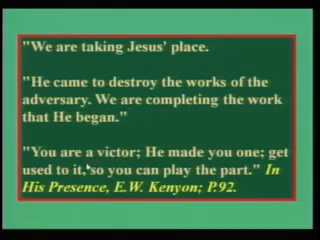 "We are taking Jesus' place.
"He came to destroy the works of the
adversary. We are completing the work
that He began."
"You are a victor; He made you one; get
used to it, so you can play the part." In
His Presence, E.W. Kenyon; P.92.